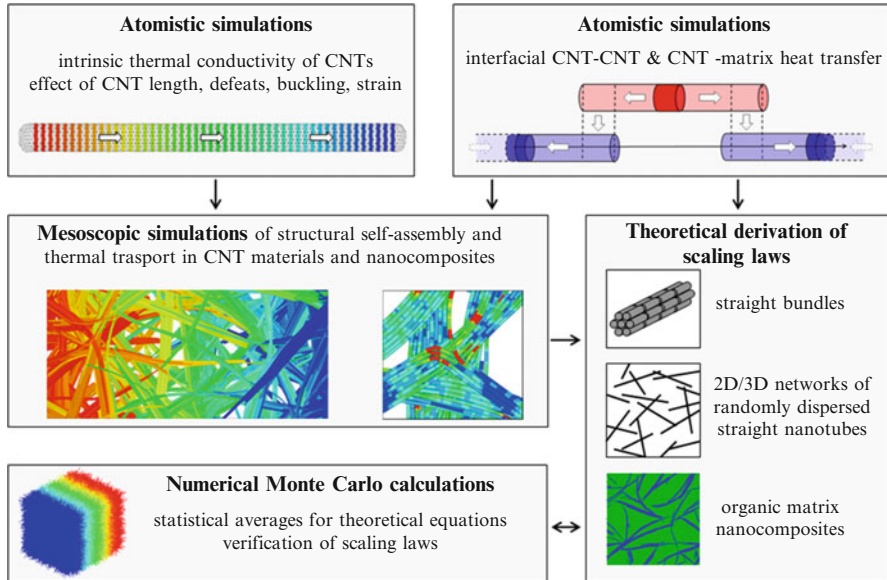 Atomistic simulations
intrinsic thermal conductivity of CNTs
effect of CNT length, defeats, buckling, strain
Atomistic simulations
interfacial CNT-CNT & CNT -matrix heat transfer
Mesoscopic simulations of structural self-assembly and
thermal trasport in CNT materials and nanocomposites
Theoretical derivation of
scaling laws
straight bundles
2D/3D networks of
randomly dispersed
straight nanotubes
organic matrix
nanocomposites
Numerical Monte Carlo calculations
statistical averages for theoretical equations
verification of scaling laws